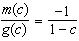 m(c)/g(c) = -1/(1 - c)